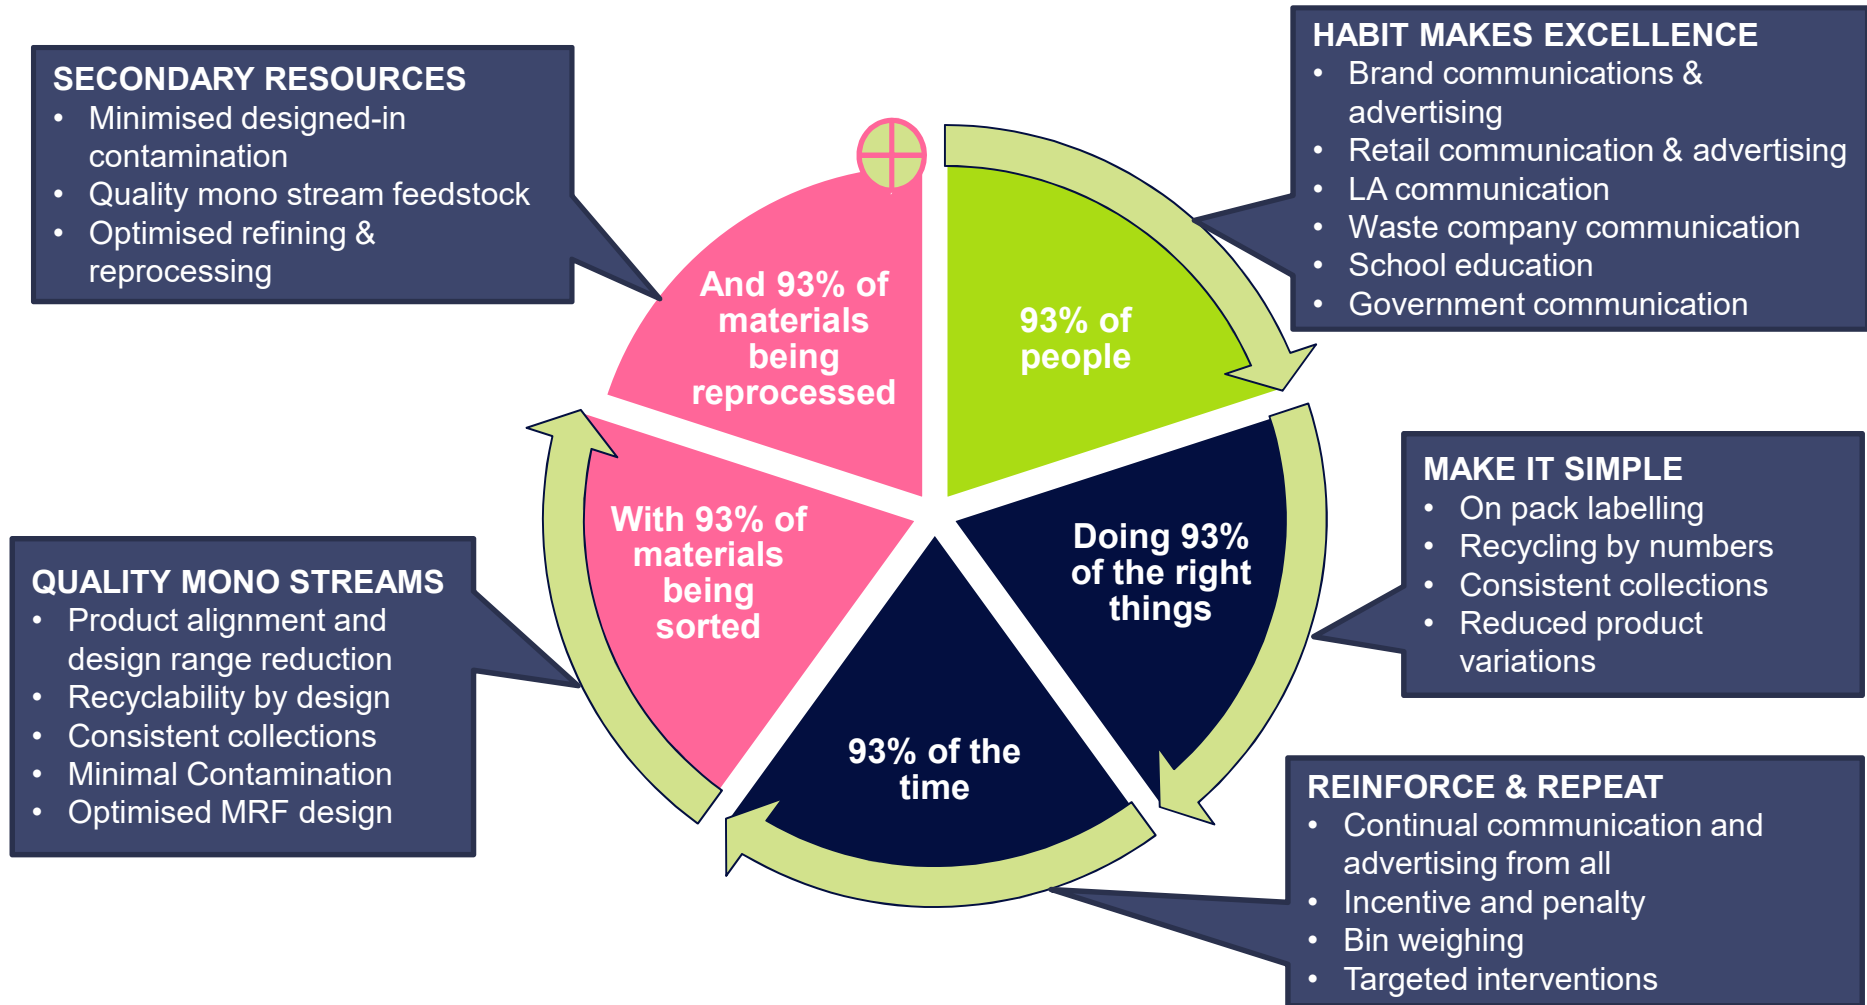 SECONDARY RESOURCES
• Minimised designed-in
contamination
• Quality mono stream feedstock
• Optimised refining &
reprocessing
HABIT MAKES EXCELLENCE
• Brand communications &
advertising
• Retail communication & advertising
• LA communication
• Waste company communication
• School education
• Government communication
And 93% of
materials
being
reprocessed
93% of
people
MAKE IT SIMPLE
• On pack labelling
• Recycling by numbers
• Consistent collections
• Reduced product
variations
Doing 93%
of the right
things
With 93% of
materials
being
sorted
QUALITY MONO STREAMS
• Product alignment and
design range reduction
• Recyclability by design
• Consistent collections
• Minimal Contamination
• Optimised MRF design
93% of the
time
REINFORCE & REPEAT
• Continual communication and
advertising from all
• Incentive and penalty
• Bin weighing
• Targeted interventions